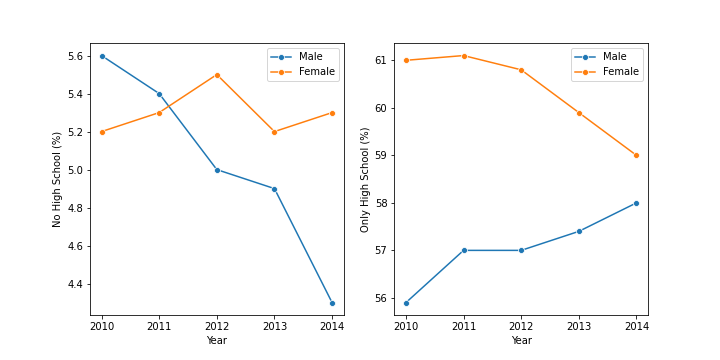 5.6
5.4
5.2
5.0
4.8
4.6
4.4
No High School (%)
2010 2011 2012 2013 2014
Year
Male
Female
61
60
59
58
57
56
Only High School (%)
2010 2011 2012 2013 2014
Year
Male
Female